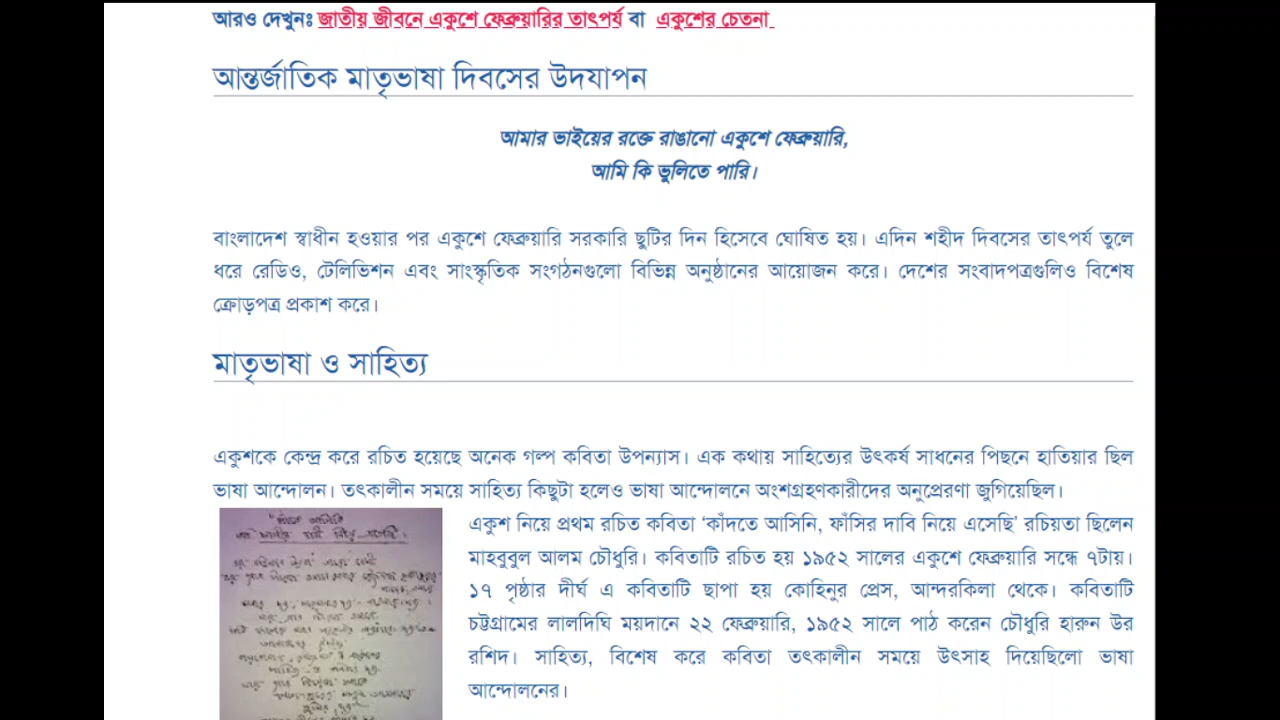 আরও দেখুনঃ জাতীয় জীবনে একুশে ফেব্রুয়ারির তাৎপর্য বা একুশের চেতনা
আন্তর্জাতিক মাতৃভাষা দিবসের উদযাপন
আমার ভাইয়ের রক্তে রাঙানো একুশে ফেব্রুয়ারি,
আমি কি ভুলিতে পারি।
বাংলাদেশ স্বাধীন হওয়ার পর একুশে ফেব্রুয়ারি সরকারি ছুটির দিন হিসেবে ঘোষিত হয়। এদিন শহীদ দিবসের তাৎপর্য তুলে
ধরে রেডিও, টেলিভিশন এবং সাংস্কৃতিক সংগঠনগুলো বিভিন্ন অনুষ্ঠানের আয়োজন করে। দেশের সংবাদপত্রগুলিও বিশেষ
ক্রোড়পত্র প্রকাশ করে।
মাতৃভাষা ও সাহিত্য
একুশকে কেন্দ্র করে রচিত হয়েছে অনেক গল্প কবিতা উপন্যাস। এক কথায় সাহিত্যের উৎকর্ষ সাধনের পিছনে হাতিয়ার ছিল
ভাষা আন্দোলন। তৎকালীন সময়ে সাহিত্য কিছুটা হলেও ভাষা আন্দোলনে অংশগ্রহণকারীদের অনুপ্রেরণা জুগিয়েছিল।
একুশ নিয়ে প্রথম রচিত কবিতা ‘কাঁদতে আসিনি, ফাঁসির দাবি নিয়ে এসেছি’ রচিয়তা ছিলেন
মাহবুবুল আলম চৌধুরি। কবিতাটি রচিত হয় ১৯৫২ সালের একুশে ফেব্রুয়ারি সন্ধে ৭টায়।
১৭ পৃষ্ঠার দীর্ঘ এ কবিতাটি ছাপা হয় কোহিনুর প্রেস, আন্দরকিলা থেকে। কবিতাটি
চট্টগ্রামের লালদিঘি ময়দানে ২২ ফেব্রুয়ারি, ১৯৫২ সালে পাঠ করেন চৌধুরি হারুন উর
রশিদ। সাহিত্য, বিশেষ করে কবিতা তৎকালীন সময়ে উৎসাহ দিয়েছিলো ভাষা
আন্দোলনের।